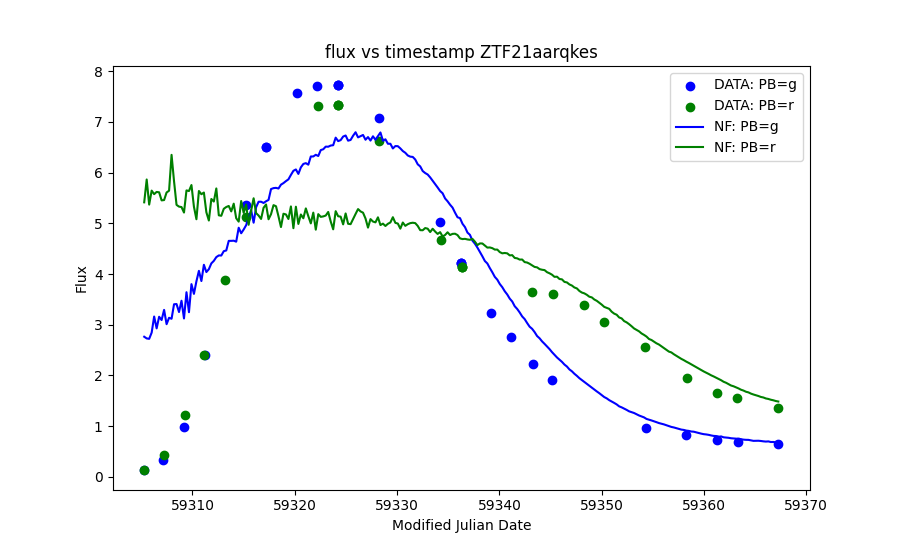 flux vs timestamp ZTF21aarqkes
DATA: PB=g
DATA: PB=r
NF: PB=g
NF: PB=r
8
7
6
5
4
3
2
1
0
Flux
59310 59320 59330 59340 59350 59360 59370
Modified Julian Date